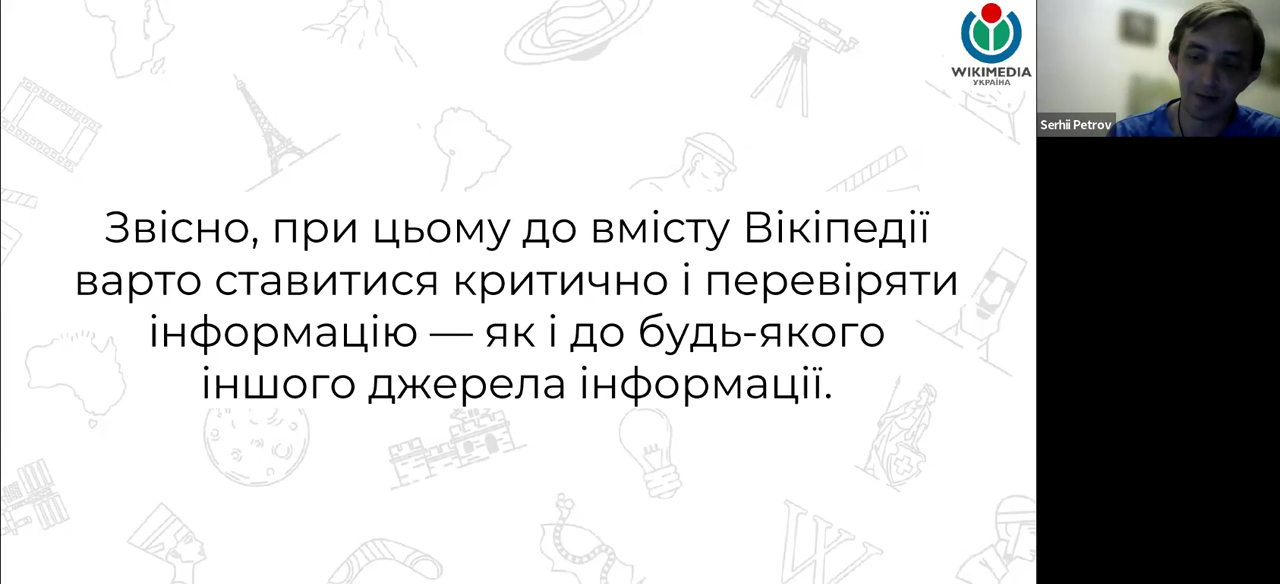 WIKIMEDIA
УКРАЇНА
Serhii Petrov
Звісно, при цьому до вмісту Вікіпедії
варто ставитися критично і перевіряти
інформацію — як і до будь-якого
іншого джерела інформації.